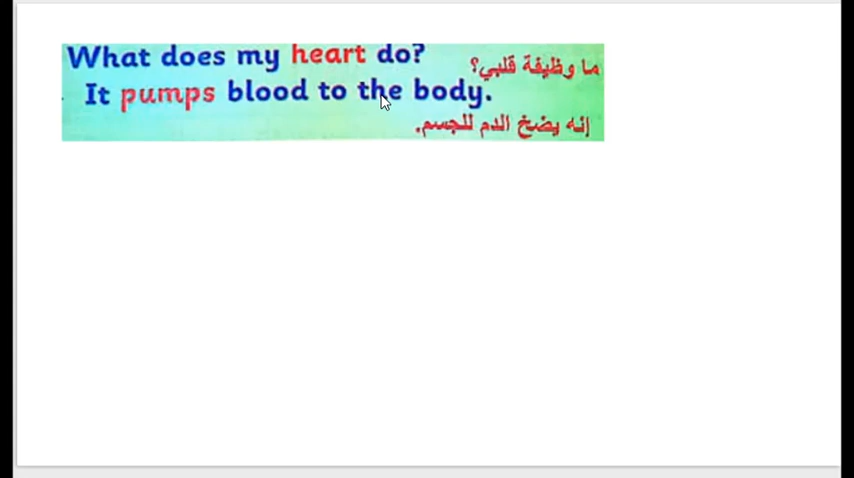 What does my heart do?
ما وظيفة قلبي؟
It pumps blood to the body.
إنه يضخ الدم للجسم.